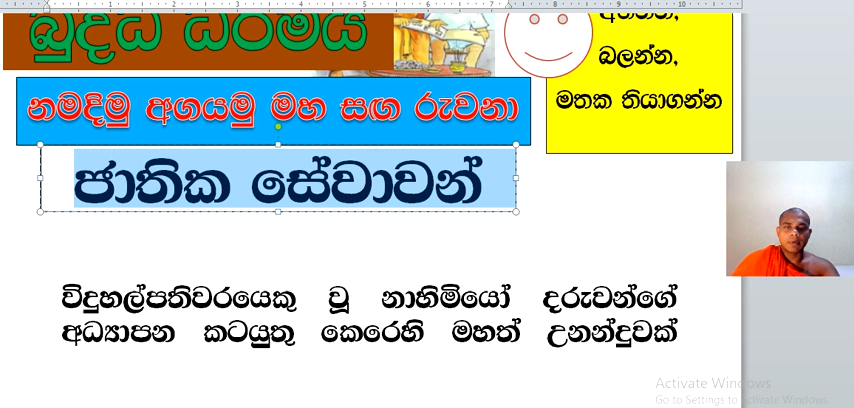 බුද්ධ ධර්මය
බලන්න,
මතක තියාගන්න
නමදිමු අගයමු මහ සඟ රුවනා
ජාතික සේවාවන්
විදුහල්පතිවරයෙකු වූ නාහිමියෝ දරුවන්ගේ
අධ්‍යාපන කටයුතු කෙරෙහි මහත් උනන්දුවක්
Activate Windows
Go to Settings to Activate Windows.